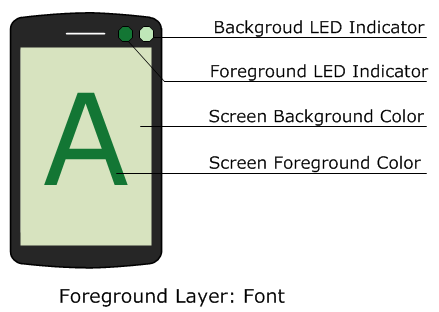 Backgroud LED Indicator
Foreground LED Indicator
Screen Background Color
Screen Foreground Color
A
Foreground Layer: Font